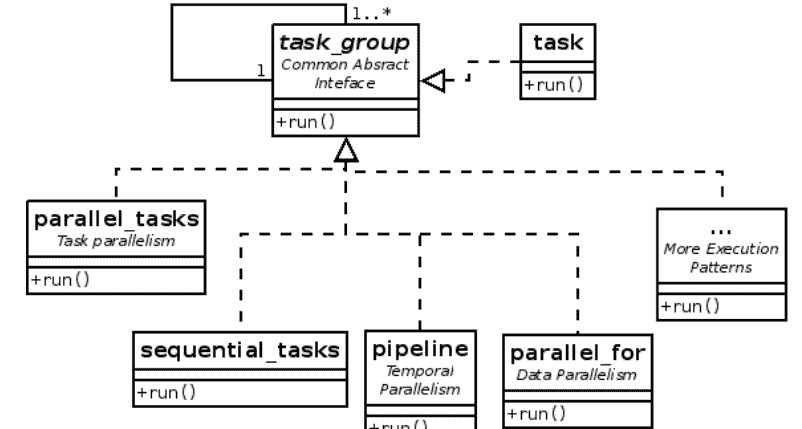 1..*
task_group
Common Absract
Inteface
1
+run()
task
+run()
parallel_tasks
Task parallelism
+run()
...
More Execution
Patterns
+run()
sequential_tasks
+run()
pipeline
Temporal
Parallelism
+run()
parallel_for
Data Parallelism
+run()